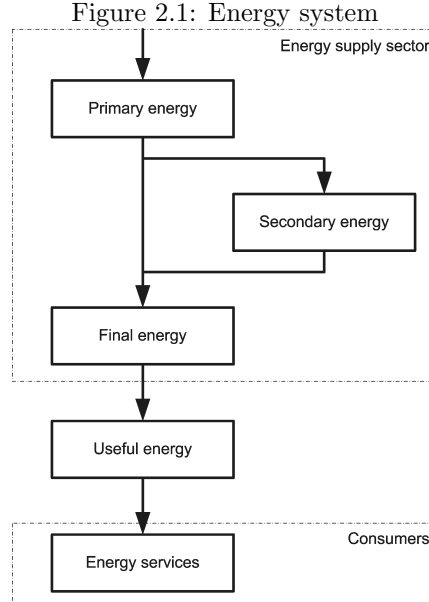 Figure 2.1: Energy system
Energy supply sector
Primary energy
Secondary energy
Final energy
Useful energy
Consumers
Energy services